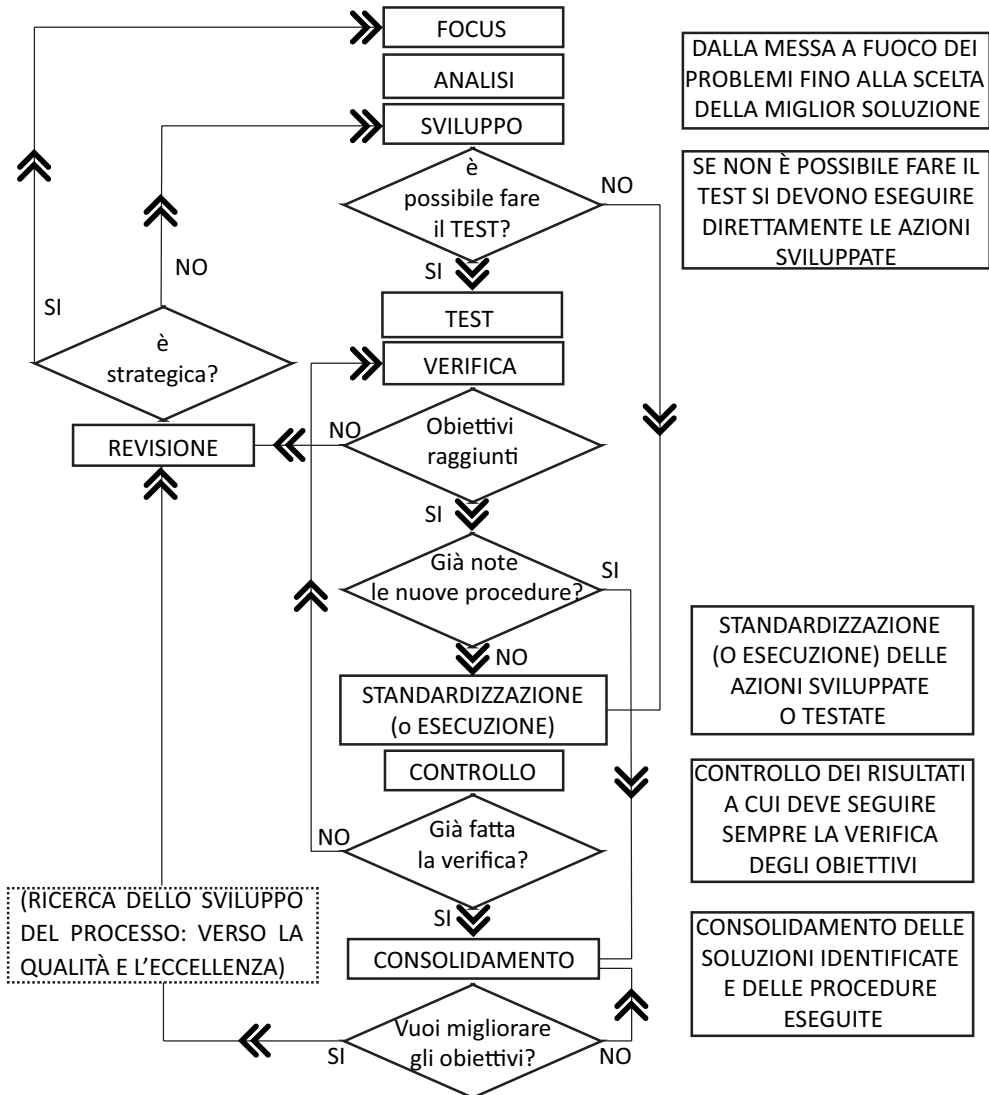 FOCUS
ANALISI
SVILUPPO
DALLA MESSA A FUOCO DEI
PROBLEMI FINO ALLA SCELTA
DELLA MIGLIOR SOLUZIONE
è
possibile fare
il TEST?
NO
SI
SE NON È POSSIBILE FARE IL
TEST SI DEVONO ESEGUIRE
DIRETTAMENTE LE AZIONI
SVILUPPATE
NO
SI
TEST
è
strategica?
VERIFICA
REVISIONE
NO
Obiettivi
raggiunti
SI
Già note
le nuove procedure?
SI
NO
STANDARDIZZAZIONE
(o ESECUZIONE)
STANDARDIZZAZIONE
(O ESECUZIONE) DELLE
AZIONI SVILUPPATE
O TESTATE
CONTROLLO
CONTROLLO DEI RISULTATI
A CUI DEVE SEGUIRE
SEMPRE LA VERIFICA
DEGLI OBIETTIVI
NO
Già fatta
la verifica?
SI
(RICERCA DELLO SVILUPPO
DEL PROCESSO: VERSO LA
QUALITÀ E L'ECCELLENZA)
CONSOLIDAMENTO
CONSOLIDAMENTO DELLE
SOLUZIONI IDENTIFICATE
E DELLE PROCEDURE
ESEGUITE
Vuoi migliorare
gli obiettivi?
SI
NO